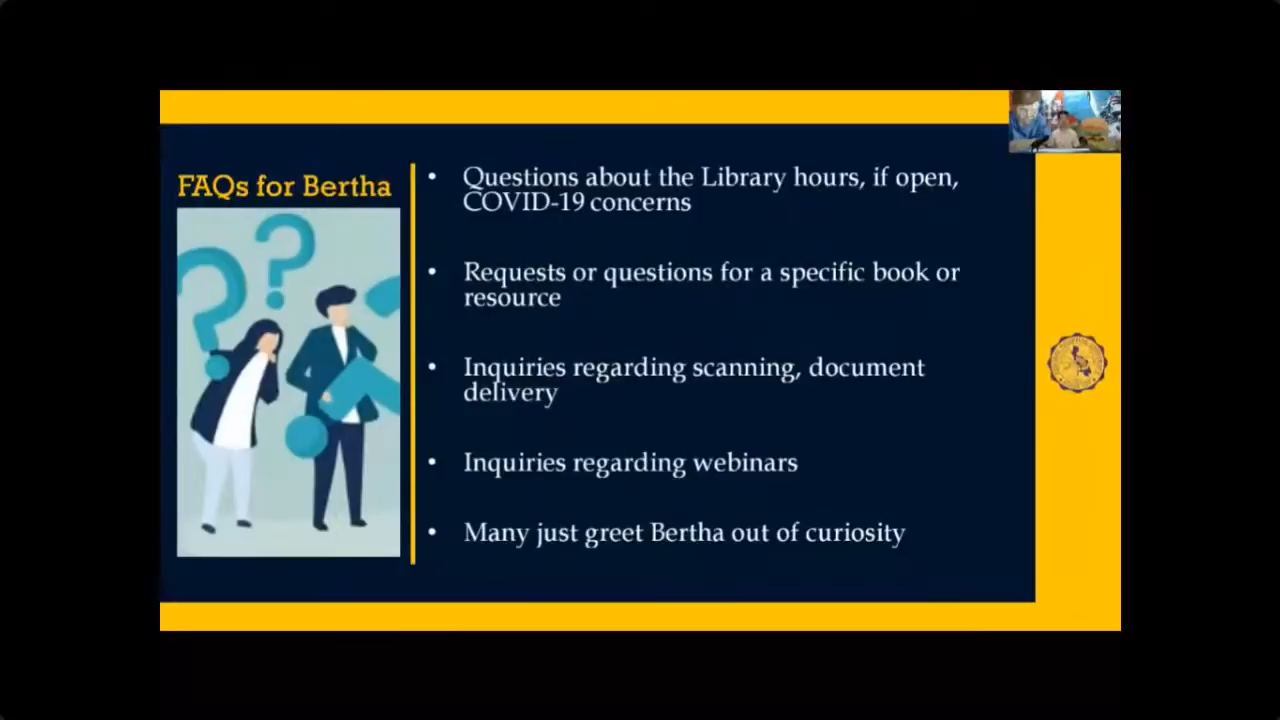 FAQs for Bertha
• Questions about the Library hours, if open,
COVID-19 concerns
• Requests or questions for a specific book or
resource
• Inquiries regarding scanning, document
delivery
• Inquiries regarding webinars
• Many just greet Bertha out of curiosity